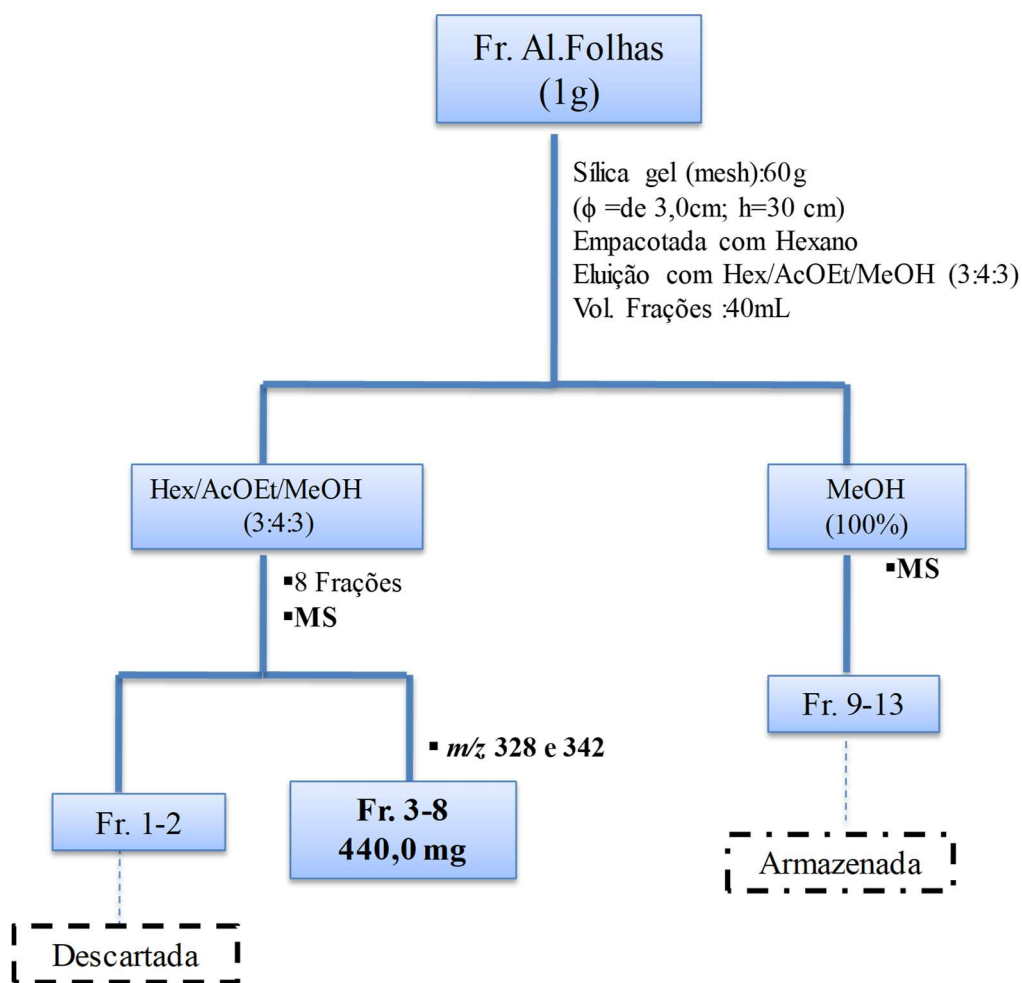 Fr. Al.Folhas
(1g)
Sílica gel (mesh):60g
(ϕ =de 3,0cm; h=30 cm)
Empacotada com Hexano
Eluição com Hex/AcOEt/MeOH (3:4:3)
Vol. Frações :40mL
Hex/AcOEt/MeOH
(3:4:3)
MeOH
(100%)
▪8 Frações
▪MS
▪MS
Fr. 9-13
▪ m/z 328 e 342
Fr. 1-2
Fr. 3-8
440,0 mg
Armazenada
Descartada